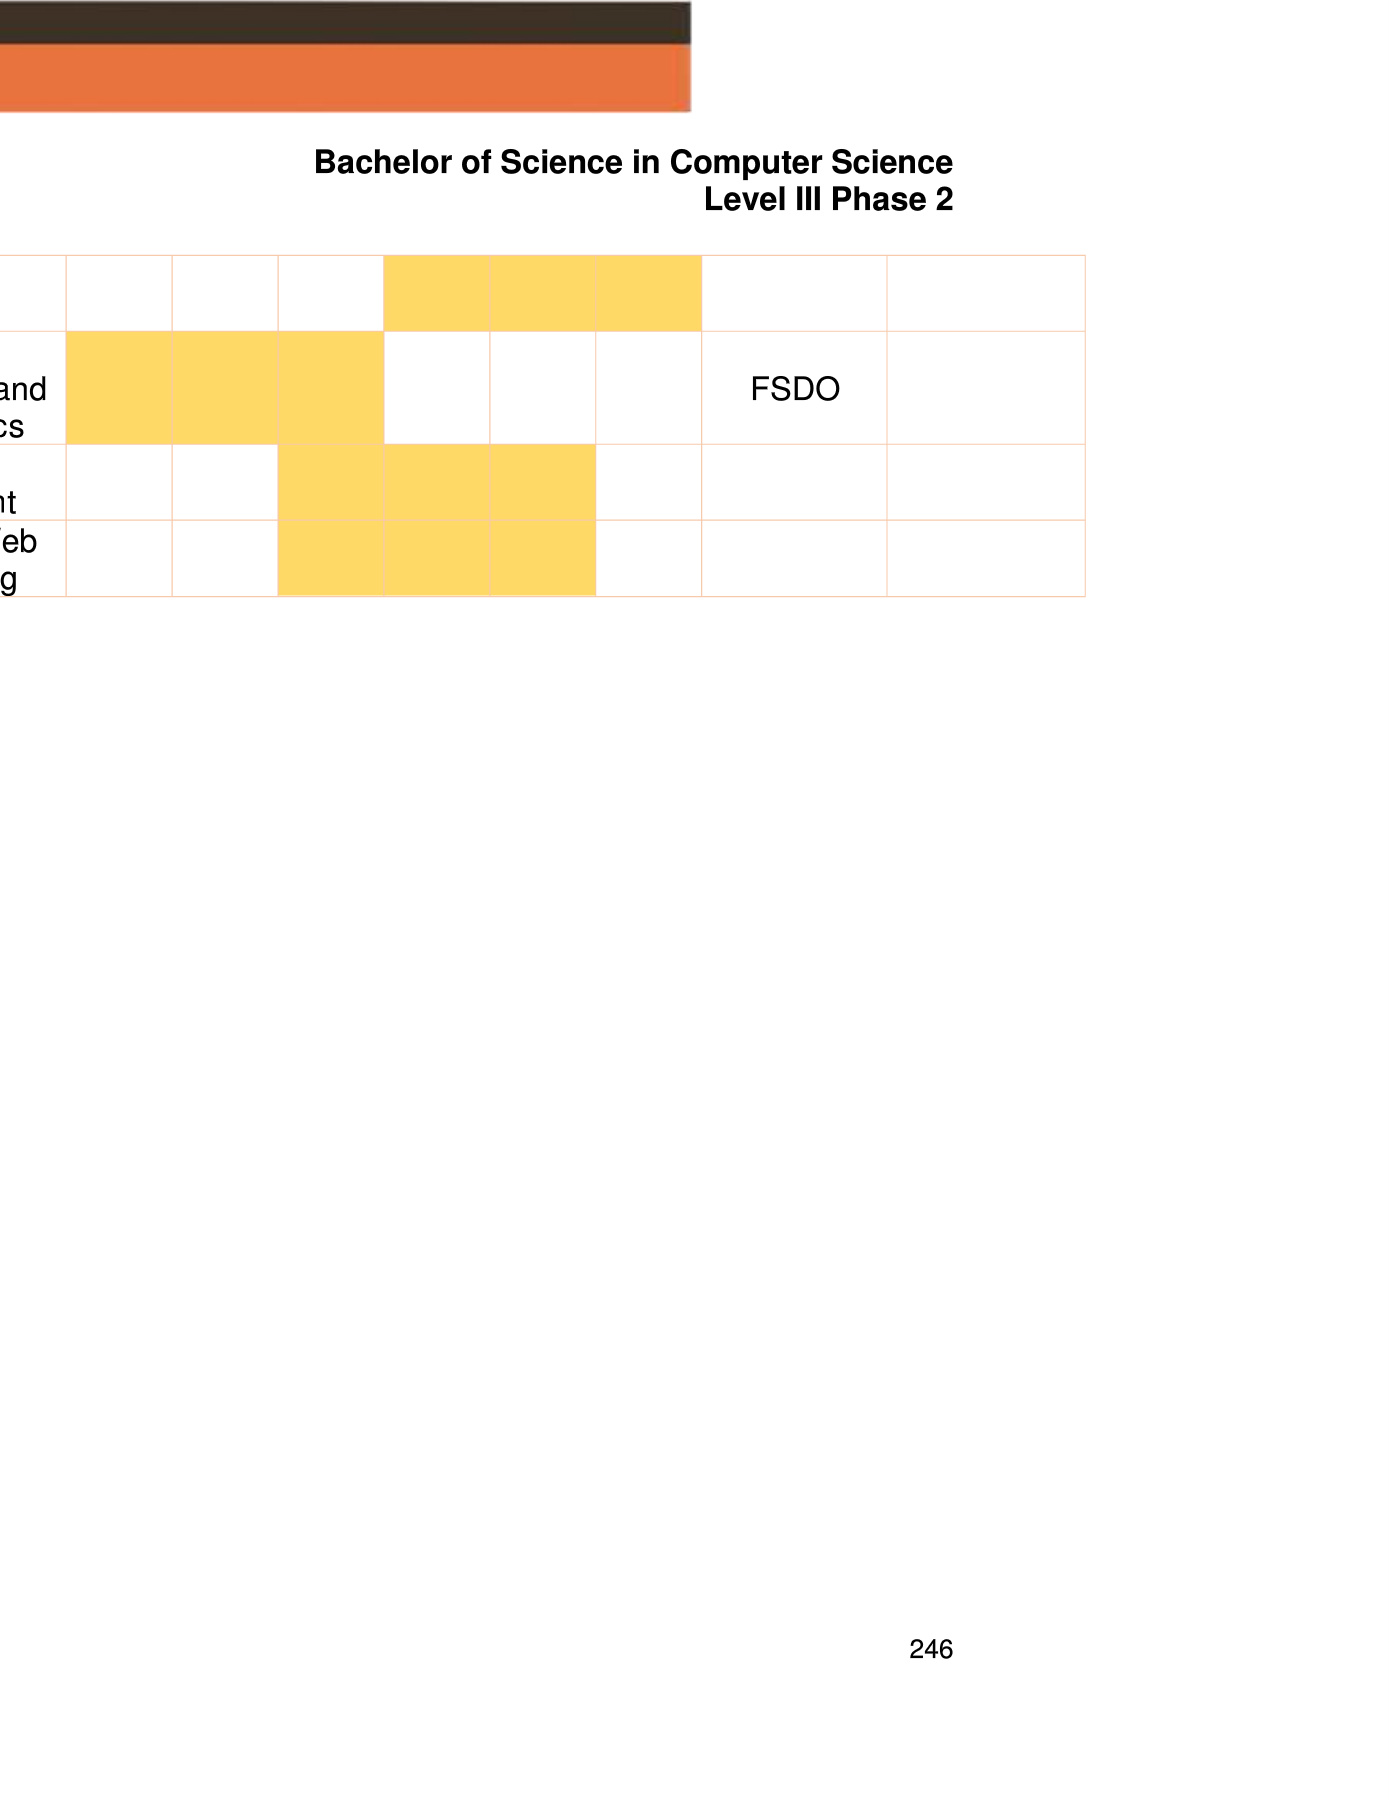 Bachelor of Science in Computer Science
Level III Phase 2
and
FSDO
cs
nt
eb
g
246